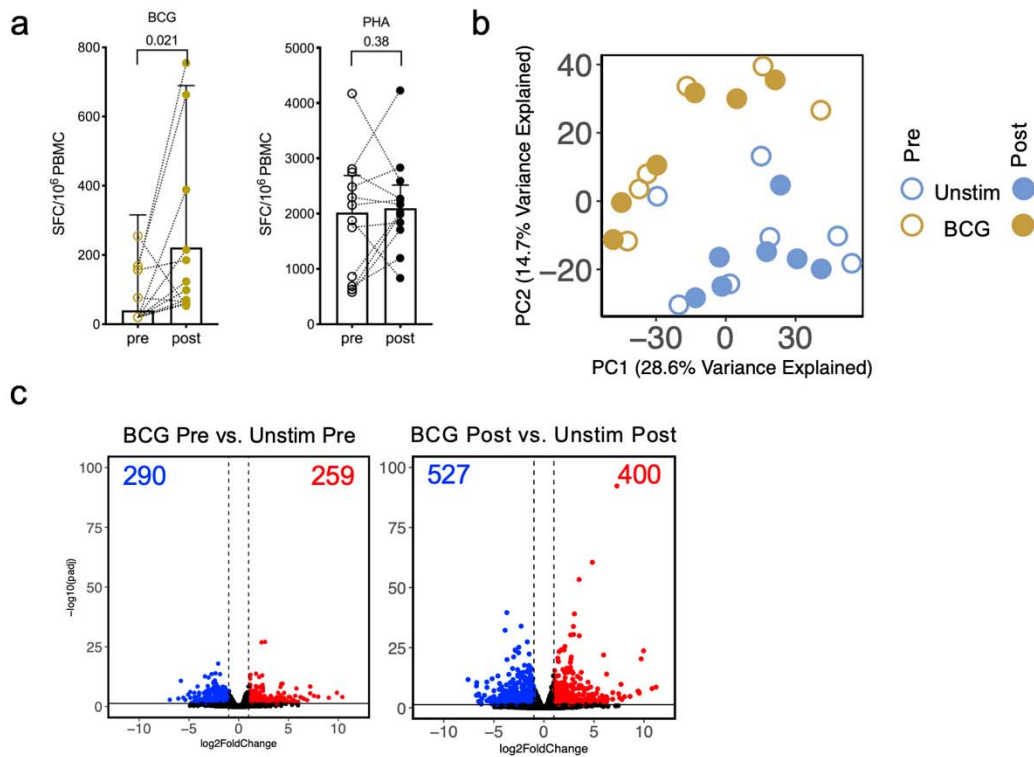 a
BCG
0.021
SFC/10⁶ PBMC
800
600
400
200
0
pre post
PHA
0.38
SFC/10⁶ PBMC
5000
4000
3000
2000
1000
0
pre post
b
PC2 (14.7% Variance Explained)
40
20
0
−20
−30 0 30
PC1 (28.6% Variance Explained)
Pre Post
Unstim
BCG
c
BCG Pre vs. Unstim Pre
290 259
−log10(padj)
100
75
50
25
0
−10 −5 0 5 10
log2FoldChange
BCG Post vs. Unstim Post
527 400
100
75
50
25
0
−10 −5 0 5 10
log2FoldChange